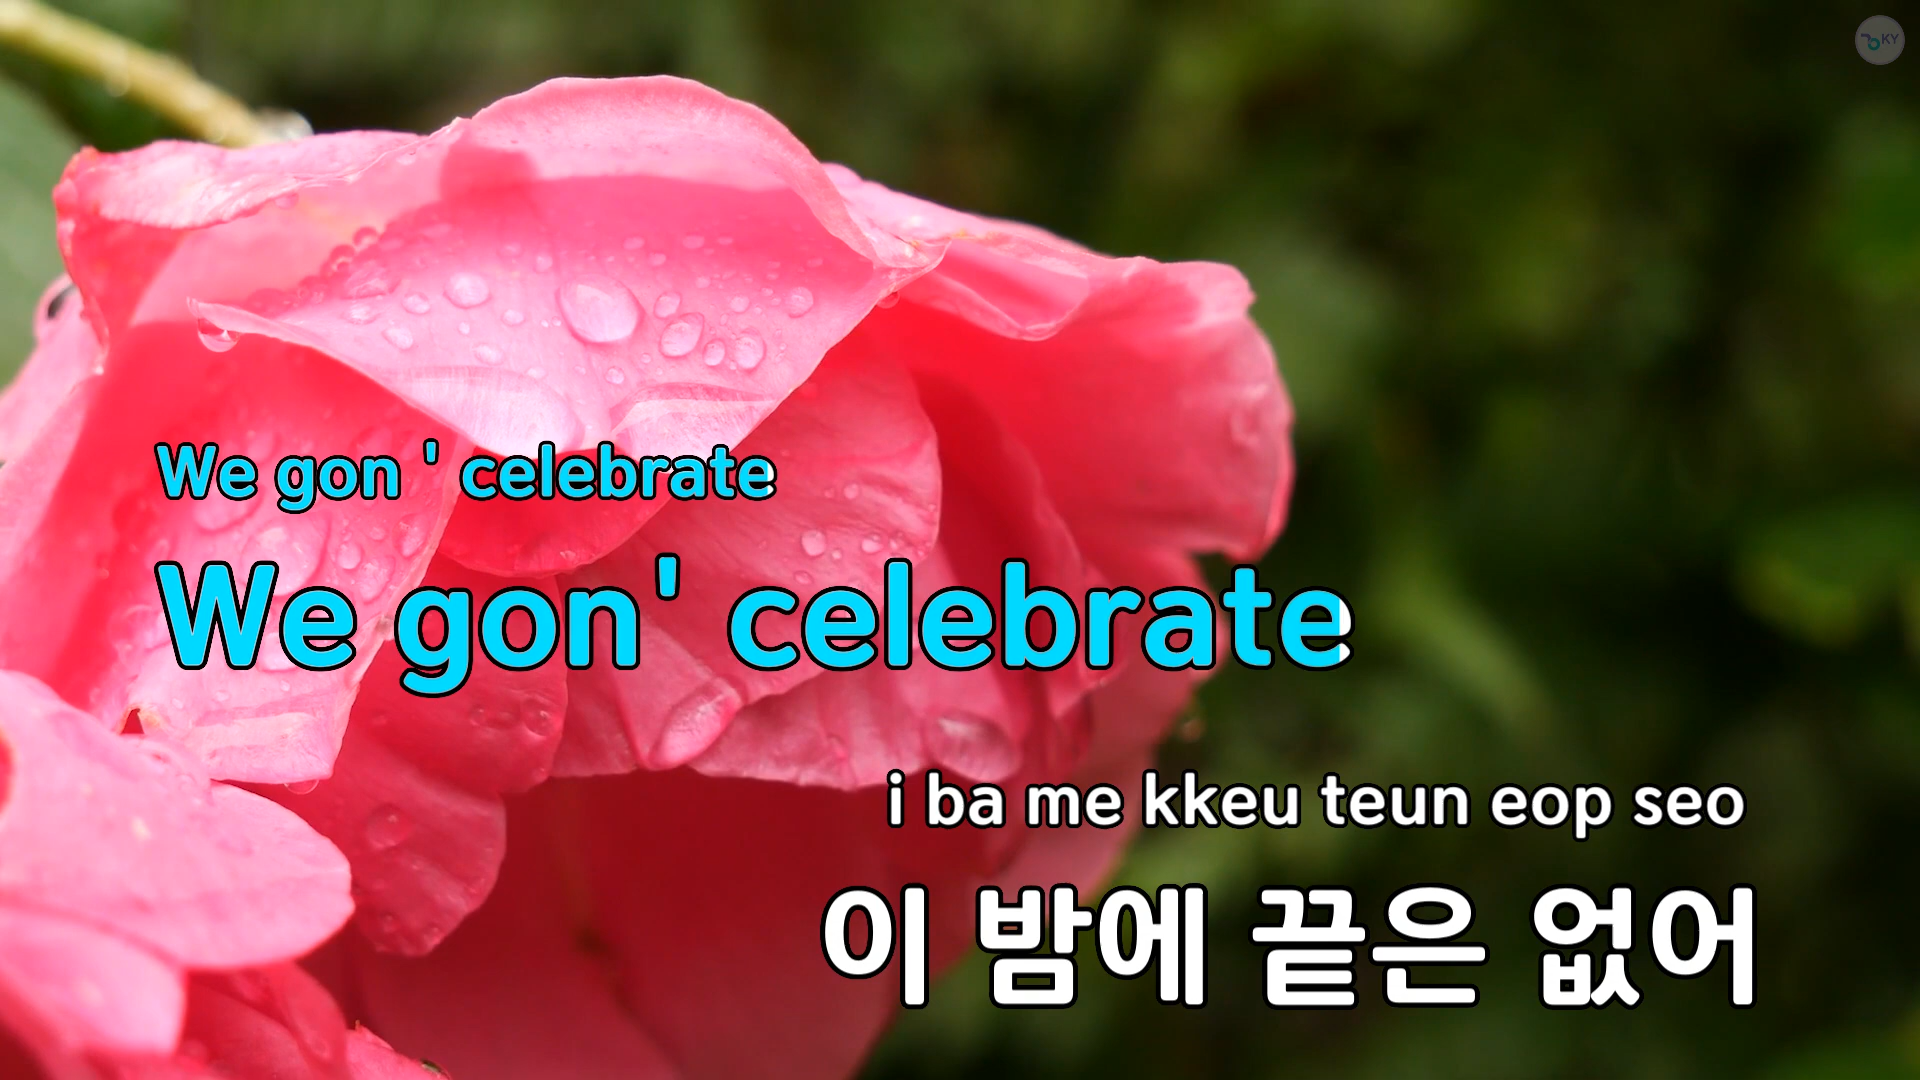 KY
We gon ' celebrate
We gon' celebrate
i ba me kkeu teun eop seo
이 밤에 끝은 없어